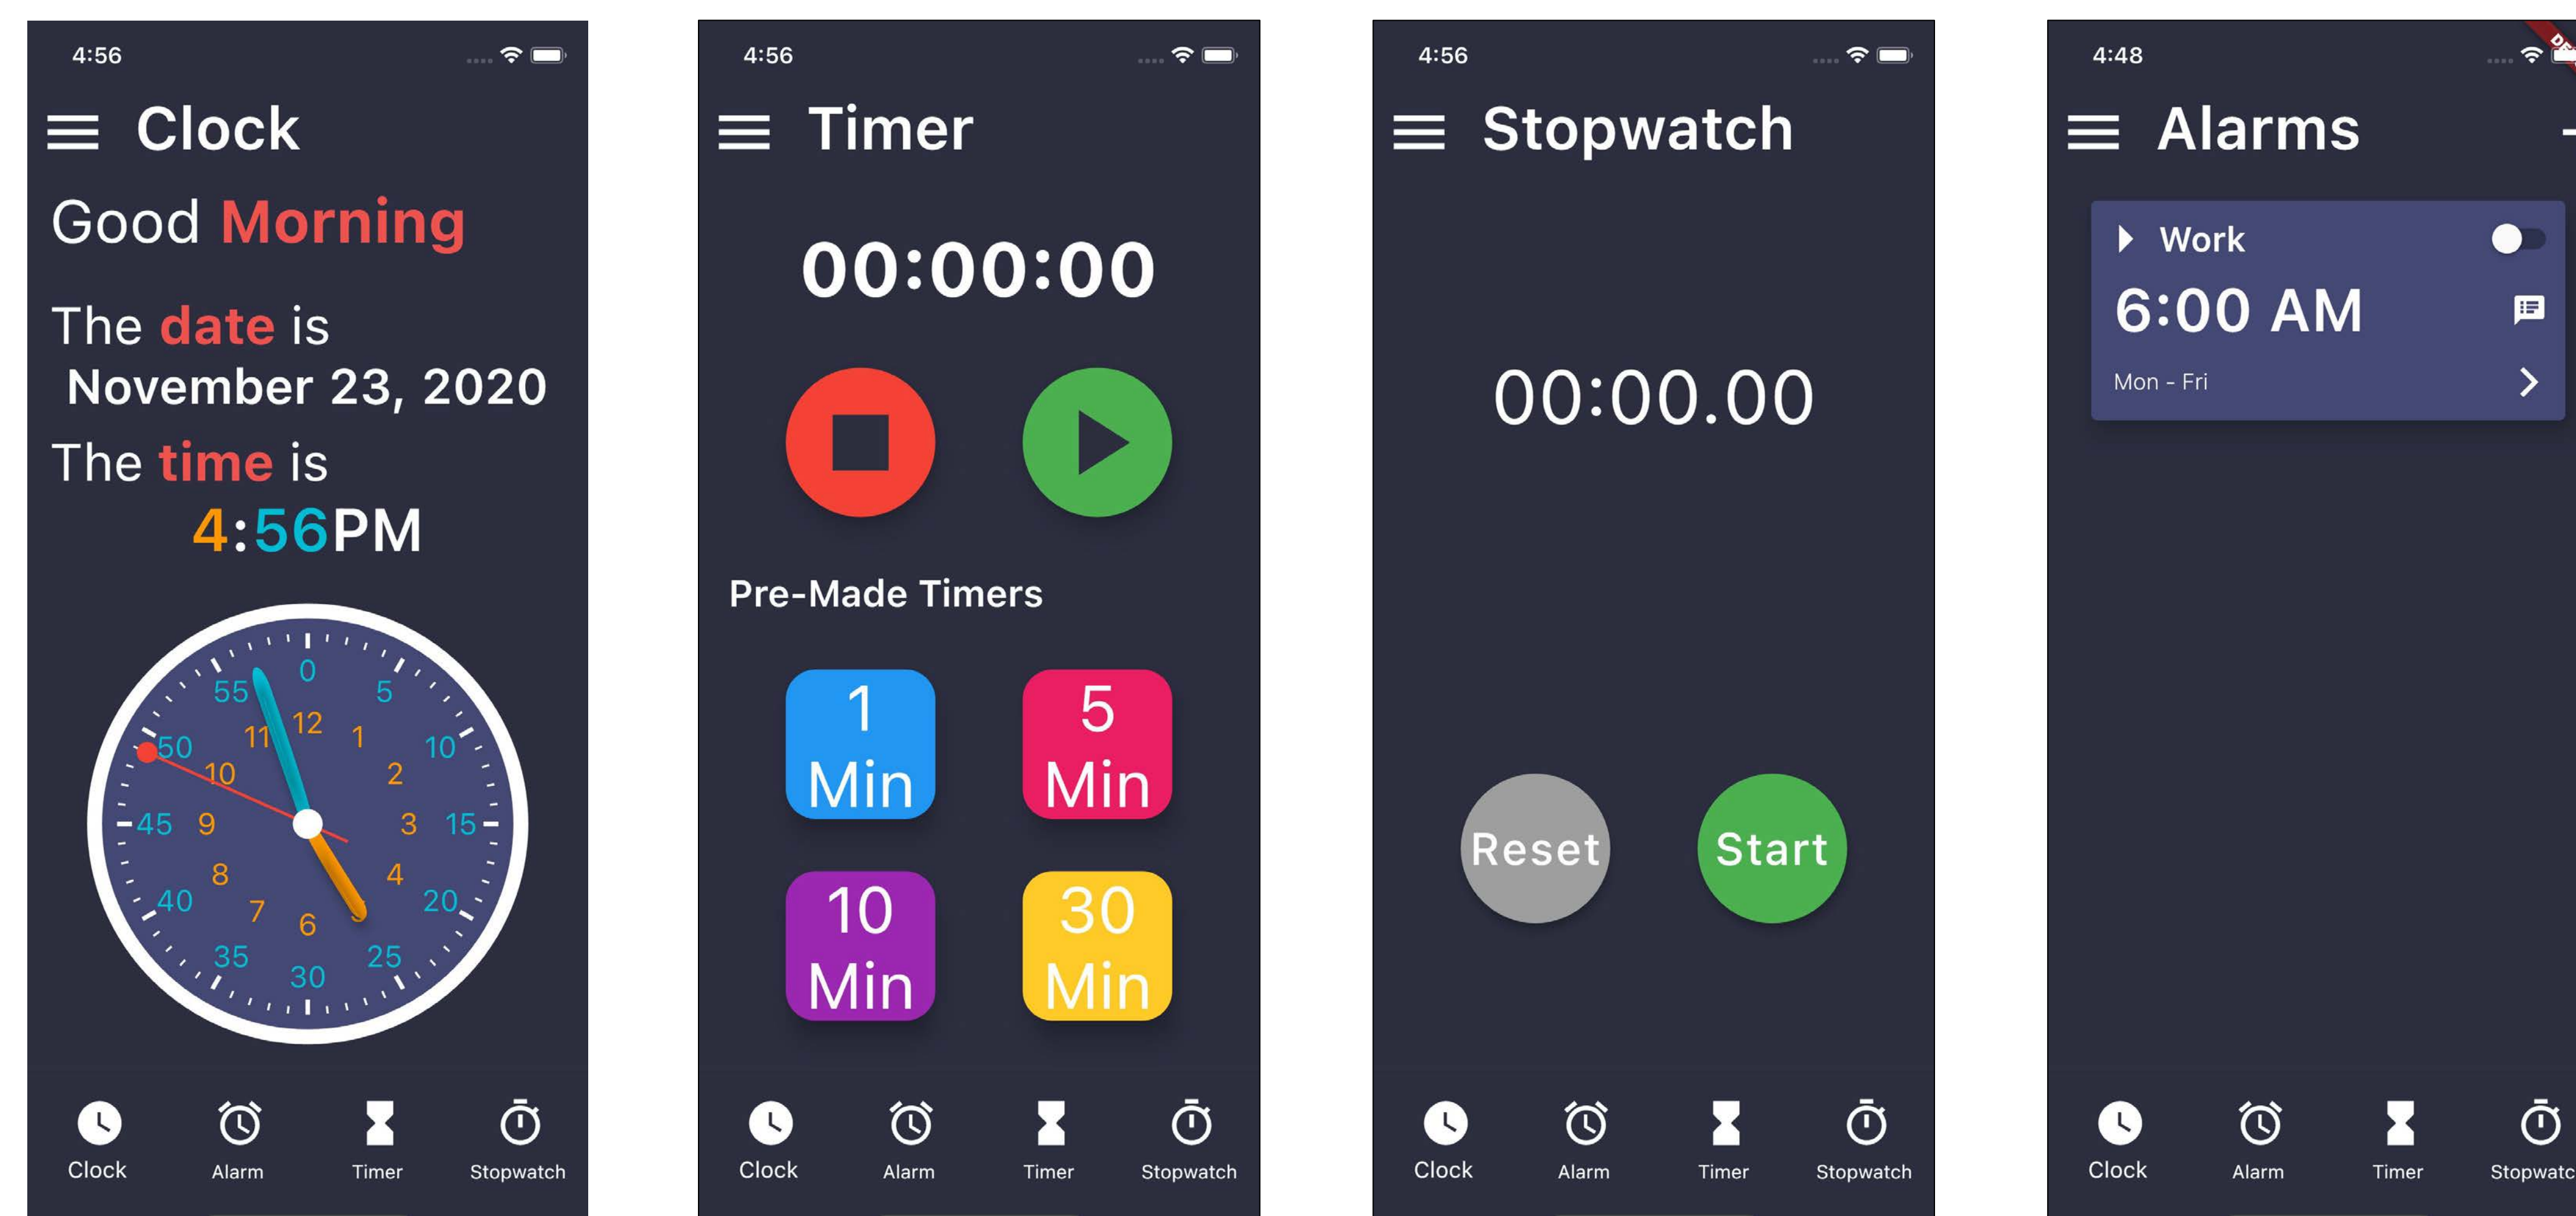 4:56
Clock
Good Morning
The date is
November 23, 2020
The time is
4:56PM
0
55
5
12
11
1
50
10
10
2
45
9
3
15
8
4
40
20
7
6
35
25
30
Clock
Alarm
Timer
Stopwatch
4:56
Timer
00:00:00
Pre-Made Timers
1
Min
5
Min
10
Min
30
Min
Clock
Alarm
Timer
Stopwatch
4:56
Stopwatch
00:00.00
Reset
Start
Clock
Alarm
Timer
Stopwatch
4:48
Alarms
Work
6:00 AM
Mon - Fri
Clock
Alarm
Timer
Stopwatc